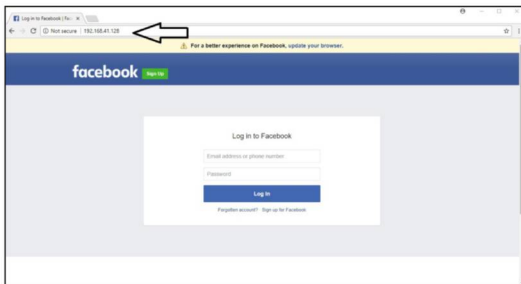 Log in to Facebook | Fac
Not secure | 192.168.41.128
For a better experience on Facebook, update your browser.
facebook Sign Up
Log in to Facebook
Email address or phone number
Password
Log In
Forgotten account? · Sign up for Facebook